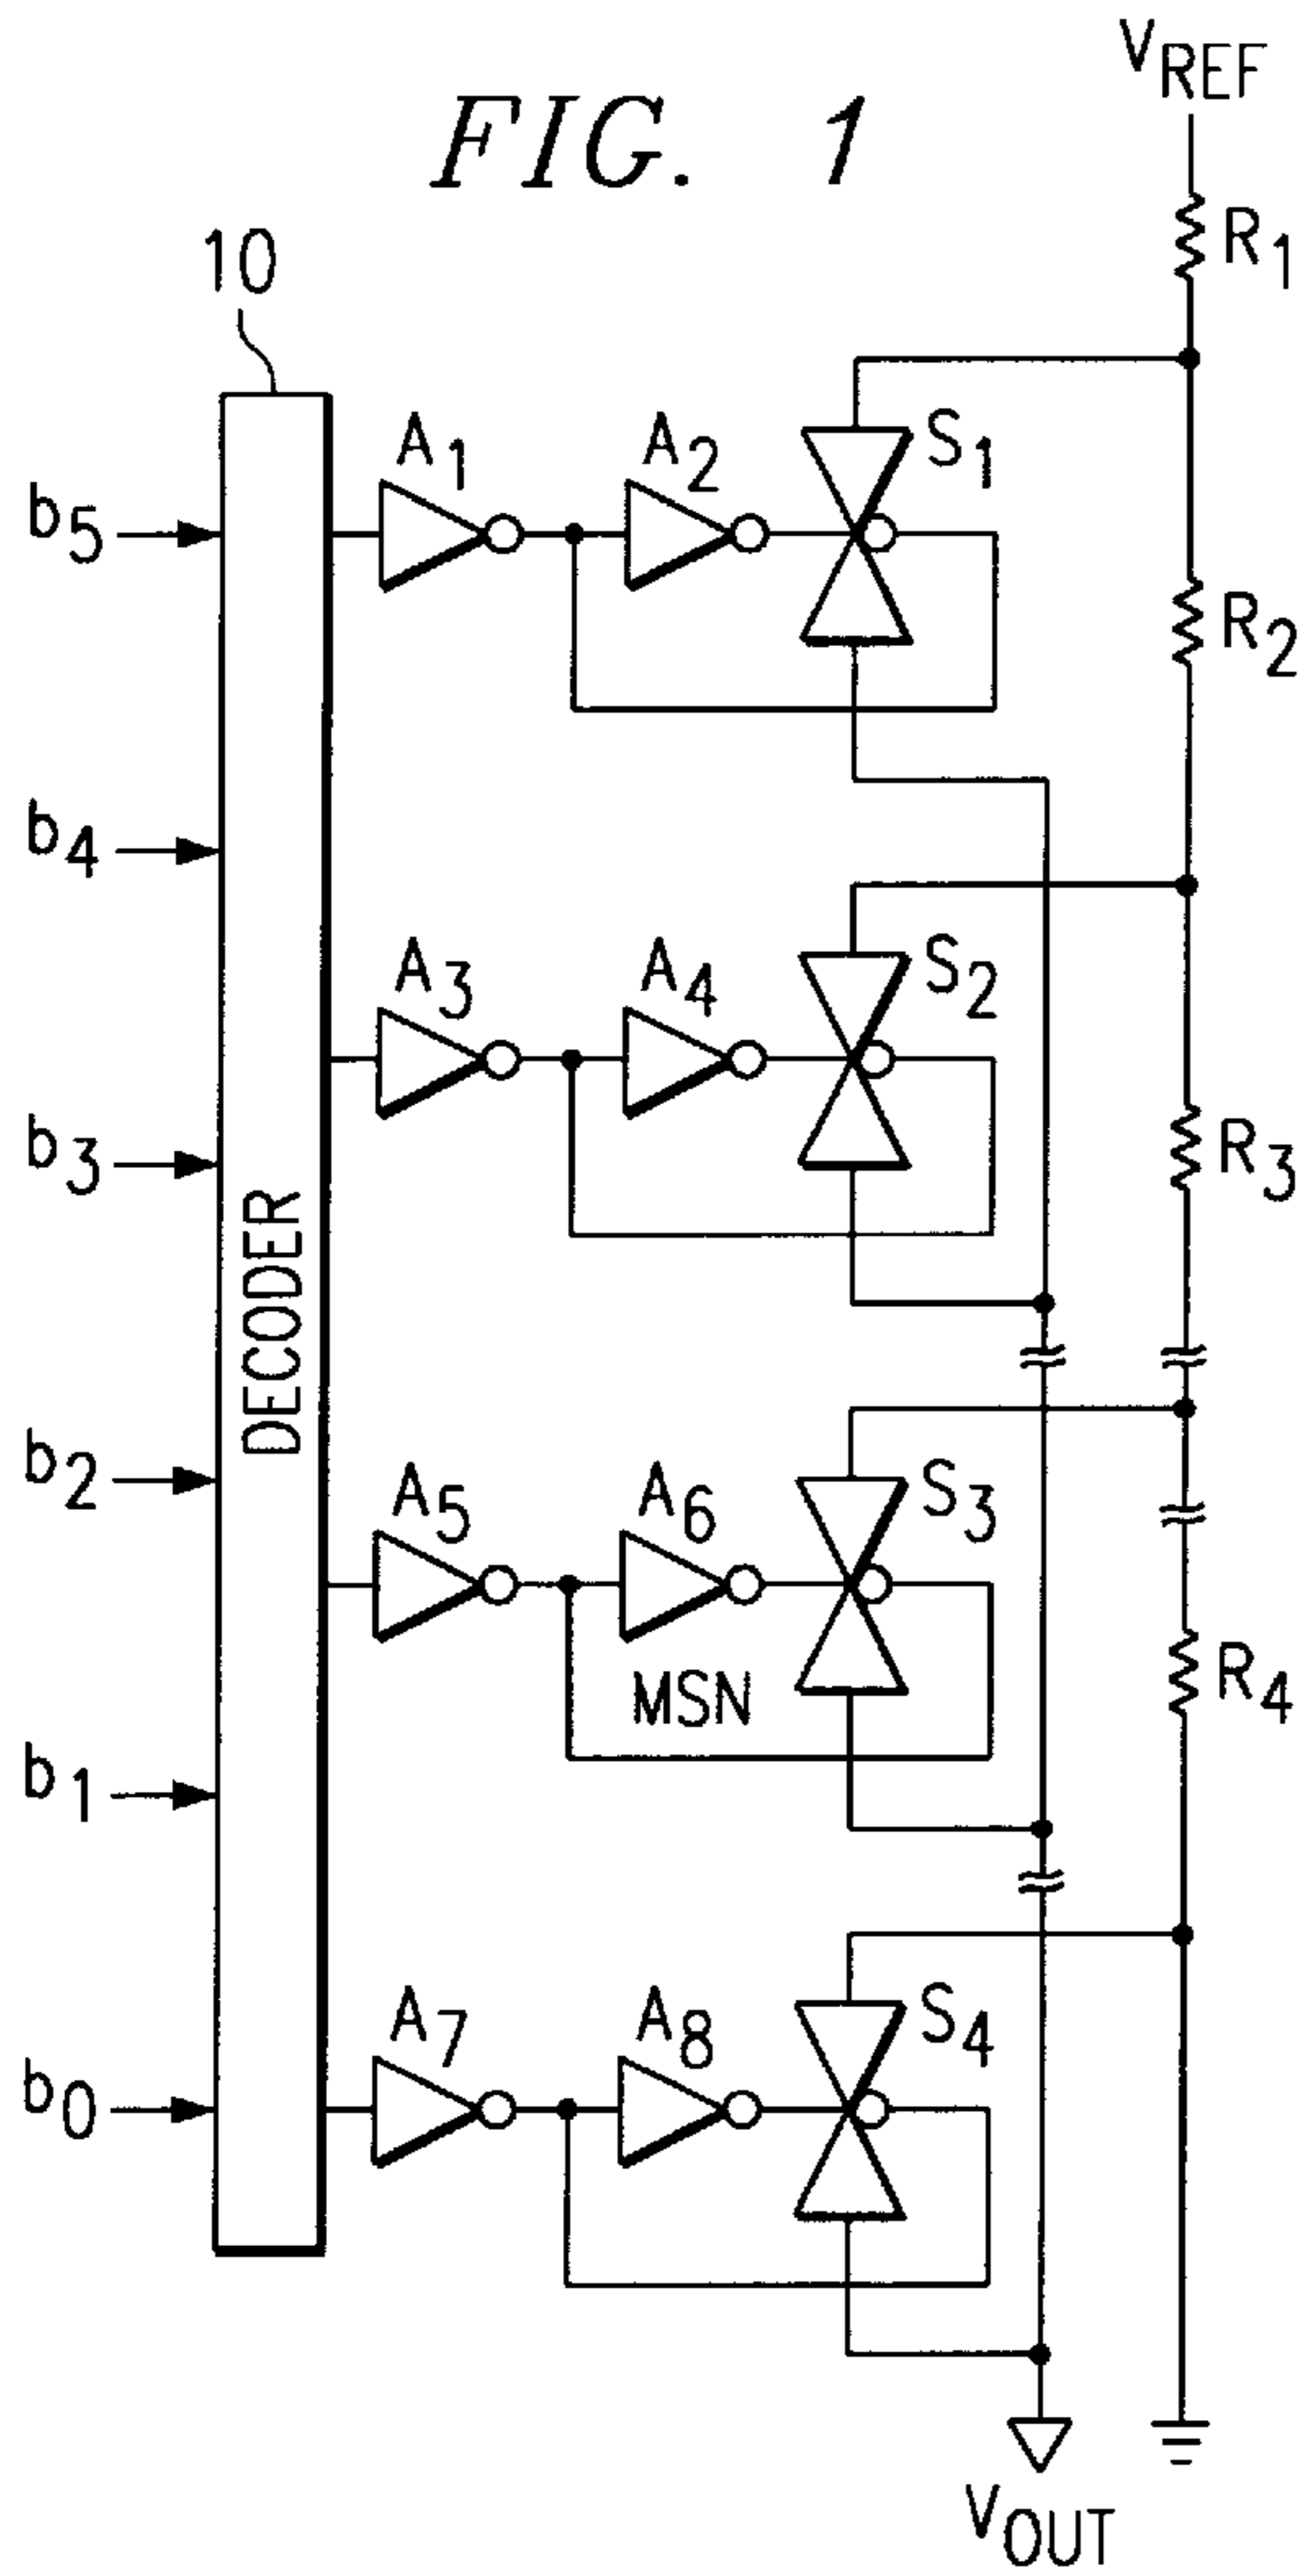 V_REF
FIG. 1
R_1
10
A_1
A_2
S_1
b_5
R_2
b_4
A_3
A_4
S_2
b_3
R_3
DECODER
b_2
A_5
A_6
S_3
R_4
MSN
b_1
A_7
A_8
S_4
b_0
V_OUT